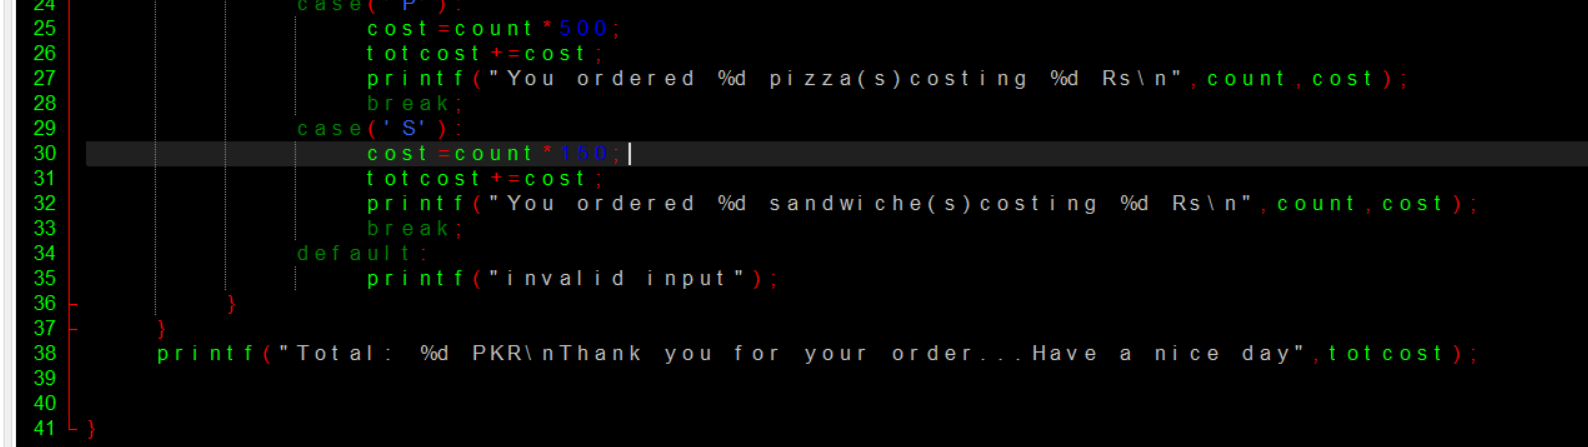 24 case('P'):
25 cost=count*500;
26 totcost+=cost;
27 printf("You ordered %d pizza(s)costing %d Rs\n",count,cost);
28 break;
29 case('S'):
30 cost=count*150;
31 totcost+=cost;
32 printf("You ordered %d sandwiche(s)costing %d Rs\n",count,cost);
33 break;
34 default:
35 printf("invalid input");
36 }
37 }
38 printf("Total: %d PKR\nThank you for your order...Have a nice day",totcost);
39
40
41 }